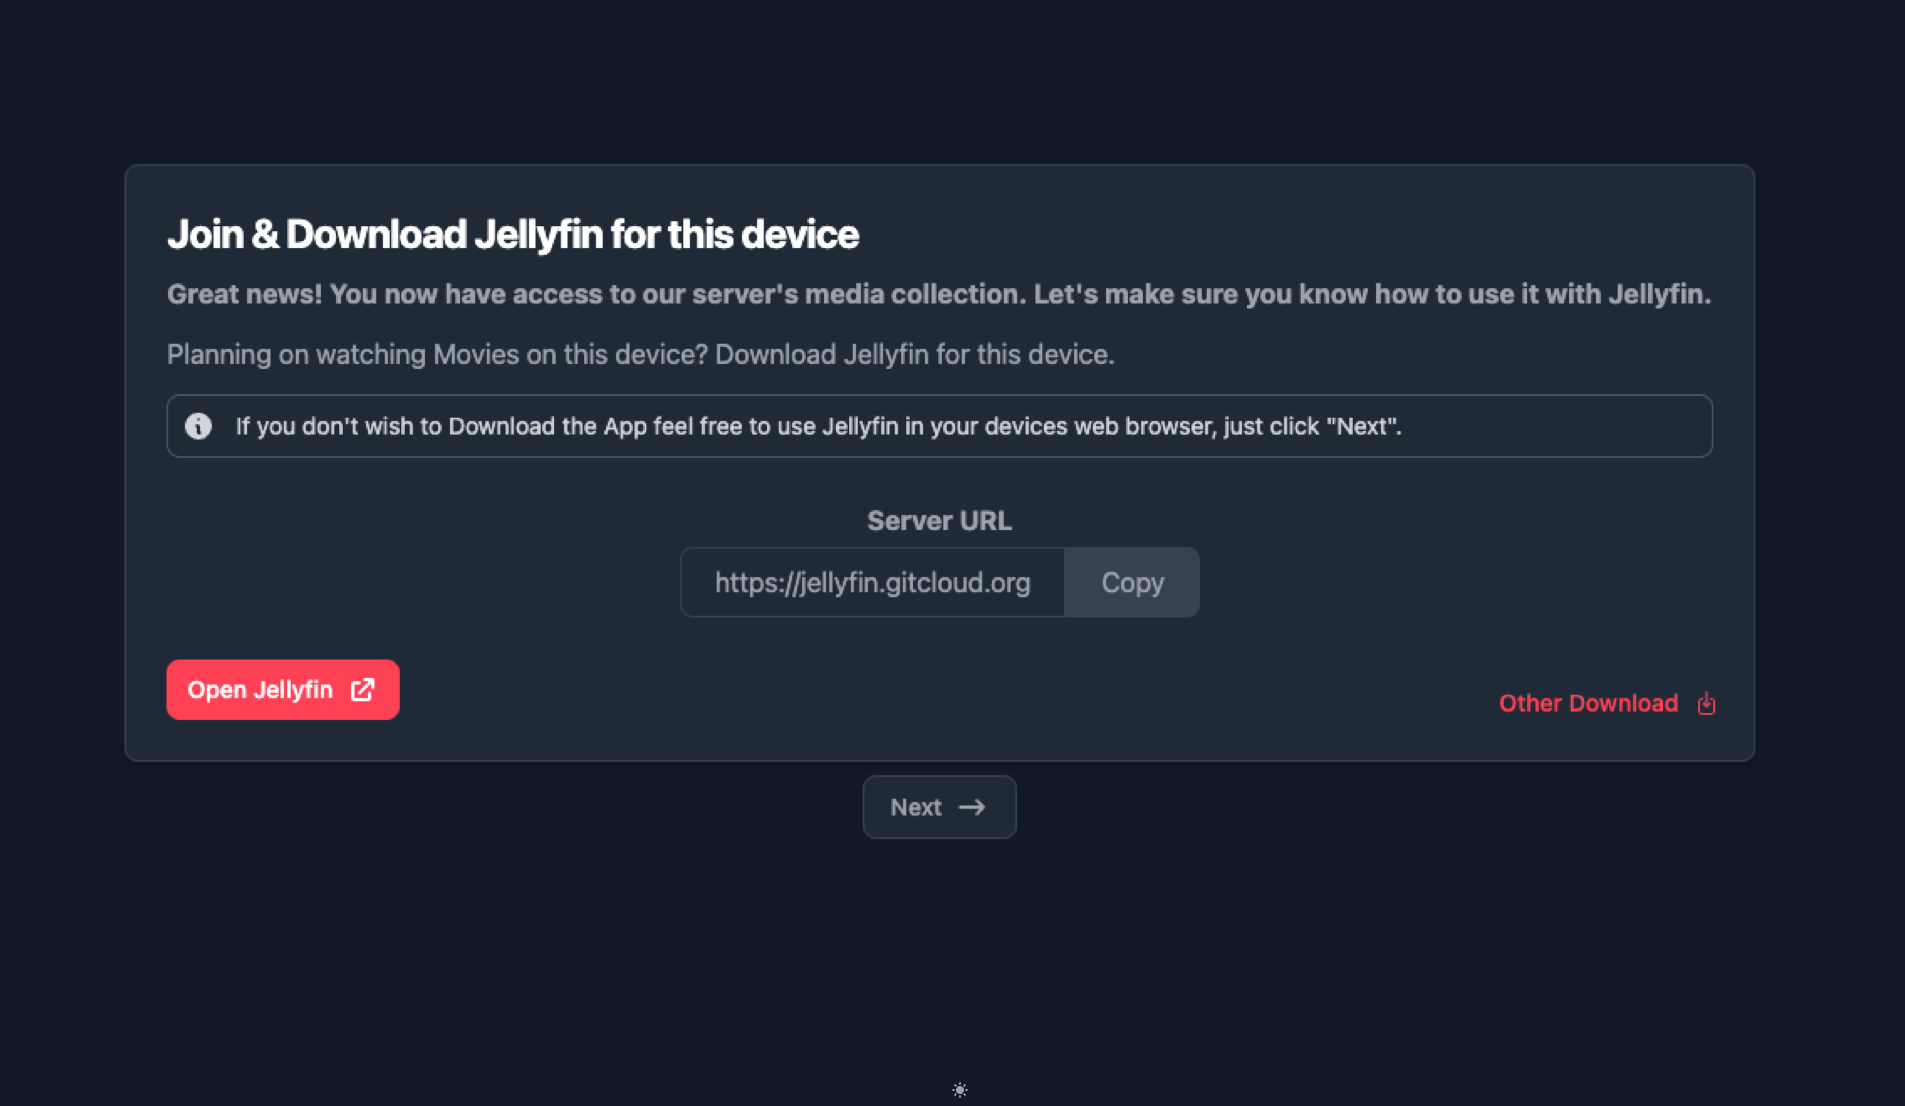 Join & Download Jellyfin for this device
Great news! You now have access to our server's media collection. Let's make sure you know how to use it with Jellyfin.
Planning on watching Movies on this device? Download Jellyfin for this device.
If you don't wish to Download the App feel free to use Jellyfin in your devices web browser, just click "Next".
Server URL
https://jellyfin.gitcloud.org
Copy
Open Jellyfin
Other Download
Next